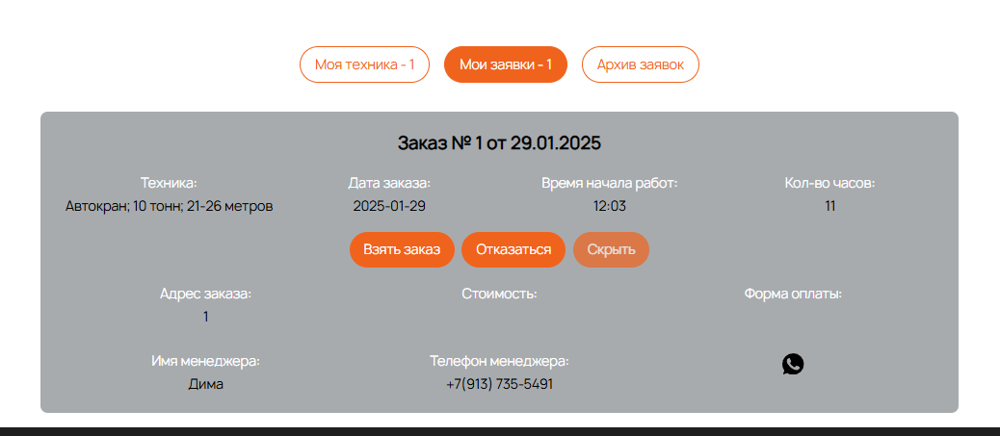 Моя техника - 1 Мои заявки - 1 Архив заявок
Заказ № 1 от 29.01.2025
Техника: Дата заказа: Время начала работ: Кол-во часов:
Автокран; 10 тонн; 21-26 метров 2025-01-29 12:03 11
Взять заказ Отказаться Скрыть
Адрес заказа: Стоимость: Форма оплаты:
1
Имя менеджера: Телефон менеджера:
Дима +7(913) 735-5491